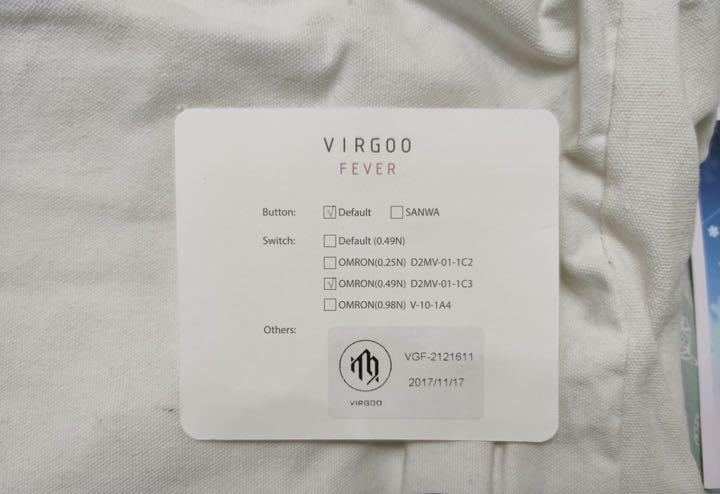 VIRGOO
FEVER
Button: ☑ Default ☐ SANWA
Switch: ☐ Default (0.49N)
☐ OMRON(0.25N) D2MV-01-1C2
☑ OMRON(0.49N) D2MV-01-1C3
☐ OMRON(0.98N) V-10-1A4
Others:
VGF-2121611
2017/11/17
VIRGOO